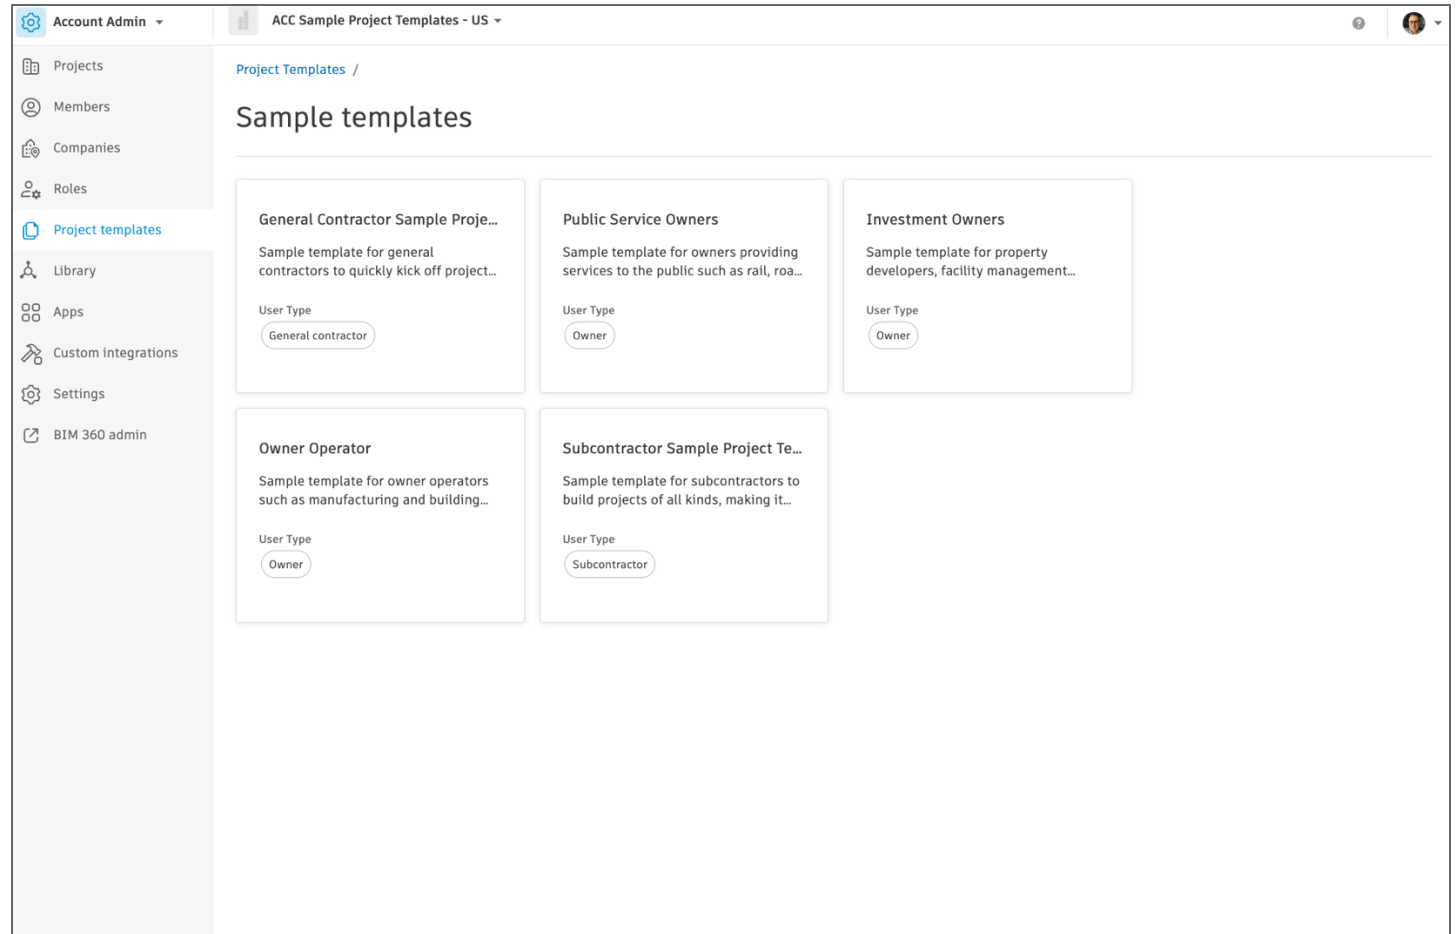 Account Admin
ACC Sample Project Templates - US
Projects
Members
Companies
Roles
Project templates
Library
Apps
Custom integrations
Settings
BIM 360 admin
Project Templates /
Sample templates
General Contractor Sample Proje...
Sample template for general
contractors to quickly kick off project...
User Type
General contractor
Public Service Owners
Sample template for owners providing
services to the public such as rail, roa...
User Type
Owner
Investment Owners
Sample template for property
developers, facility management...
User Type
Owner
Owner Operator
Sample template for owner operators
such as manufacturing and building...
User Type
Owner
Subcontractor Sample Project Te...
Sample template for subcontractors to
build projects of all kinds, making it...
User Type
Subcontractor